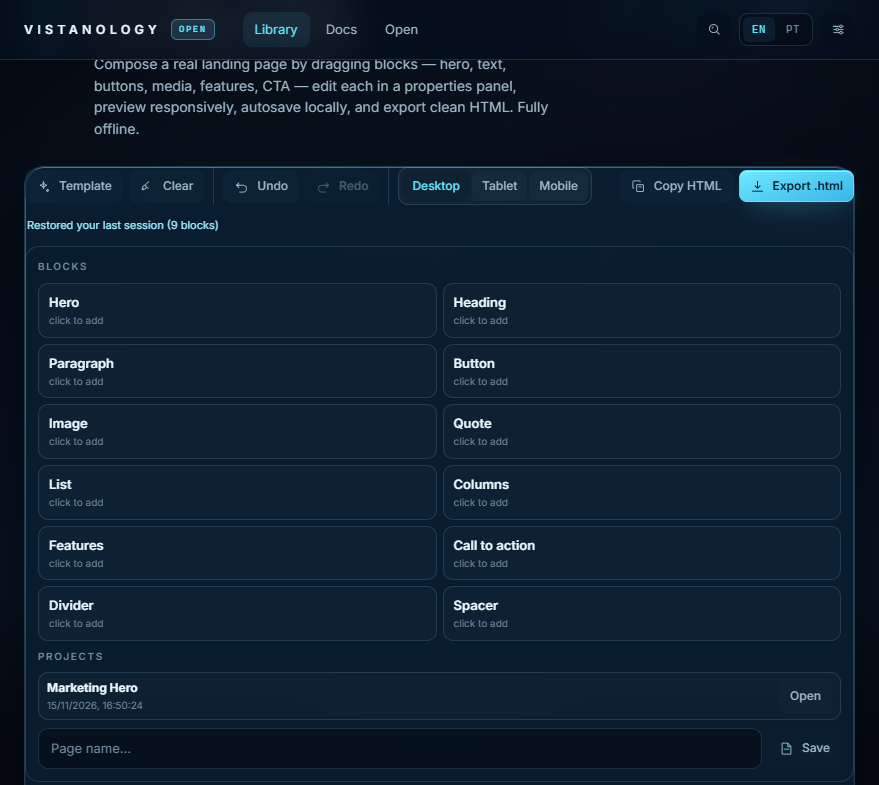 VISTANOLOGY OPEN Library Docs Open EN PT
Compose a real landing page by dragging blocks — hero, text,
buttons, media, features, CTA — edit each in a properties panel,
preview responsively, autosave locally, and export clean HTML. Fully
offline.
Template Clear Undo Redo Desktop Tablet Mobile Copy HTML Export .html
Restored your last session (9 blocks)
BLOCKS
Hero Heading
click to add click to add
Paragraph Button
click to add click to add
Image Quote
click to add click to add
List Columns
click to add click to add
Features Call to action
click to add click to add
Divider Spacer
click to add click to add
PROJECTS
Marketing Hero
15/11/2026, 16:50:24
Open
Page name... Save